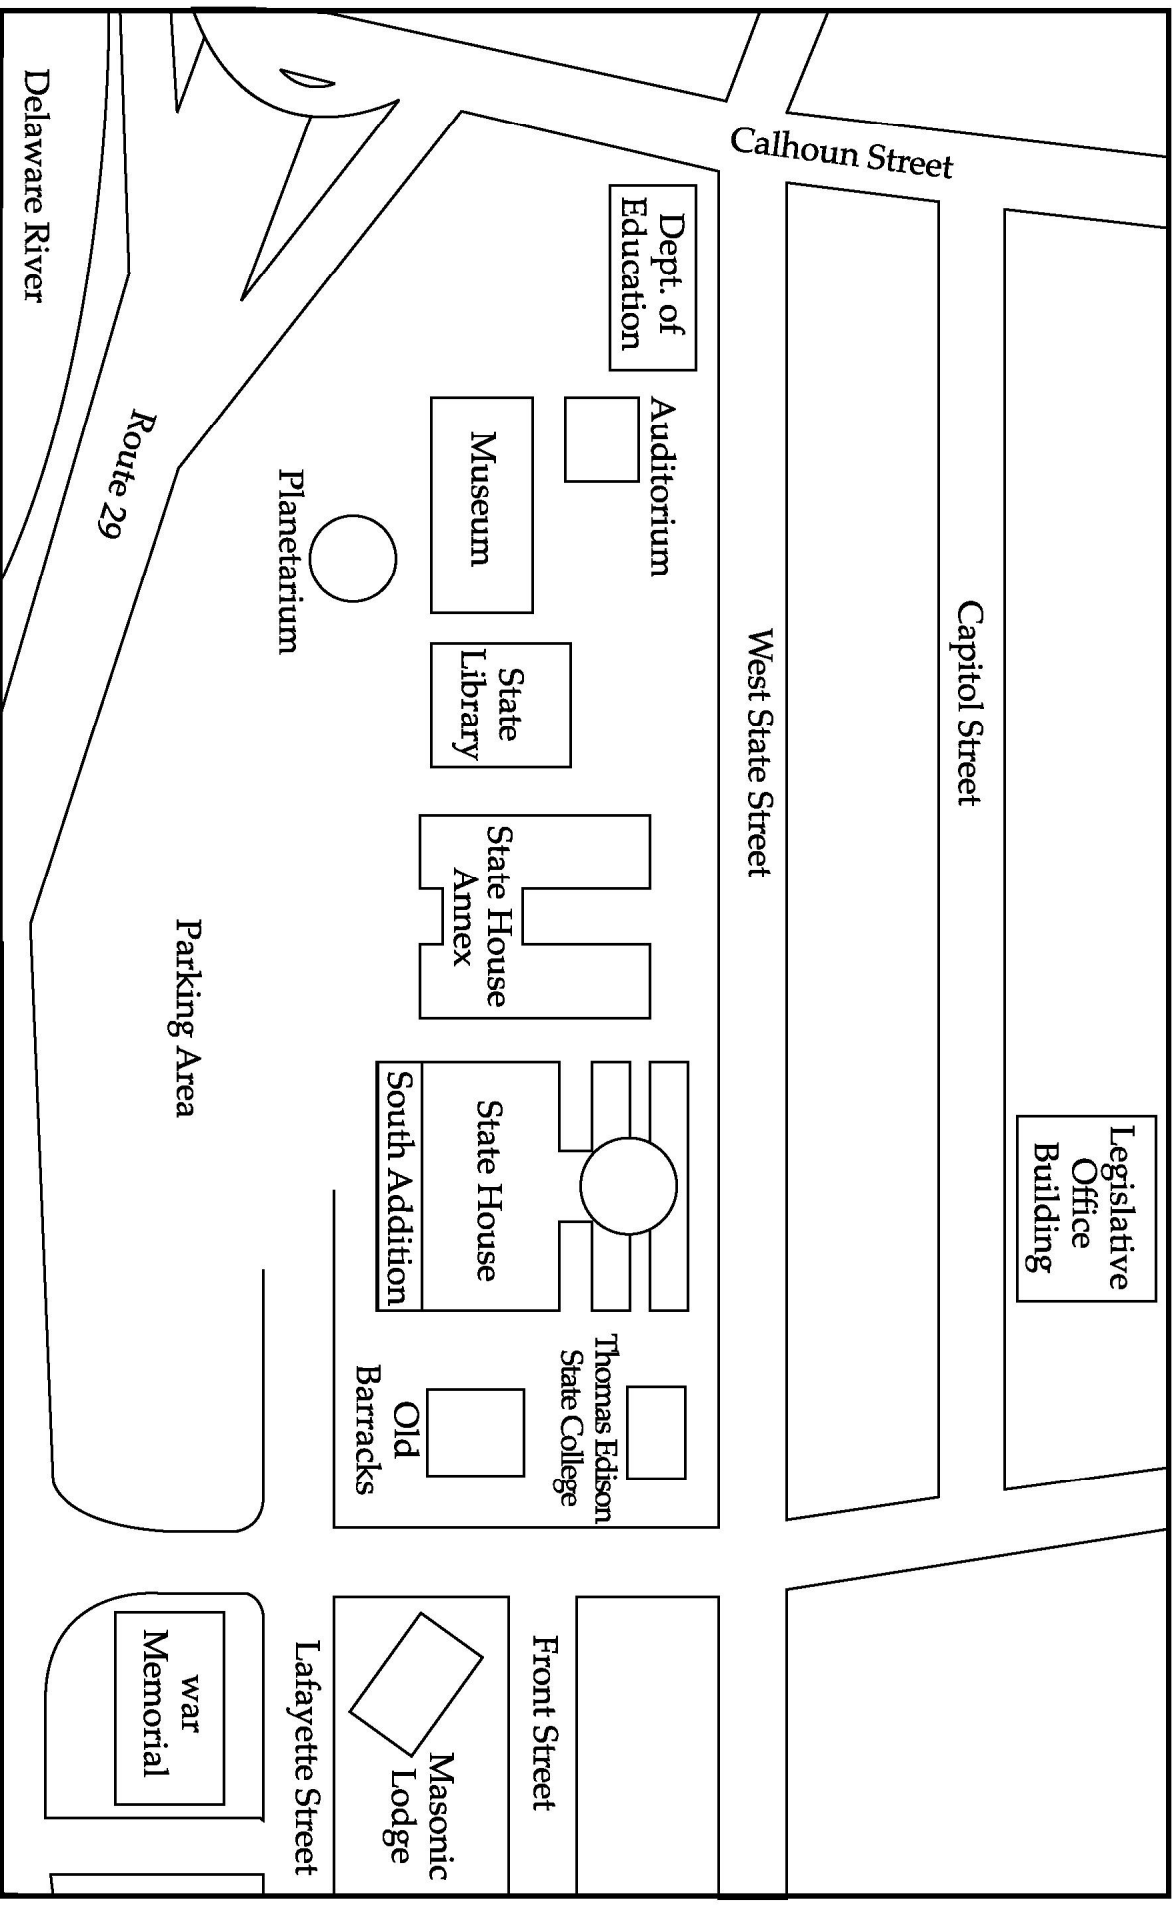 Legislative
Office
Building
Calhoun Street
Capitol Street
West State Street
Dept. of
Education
Auditorium
Museum
Planetarium
State
Library
State House
Annex
State House
South Addition
Thomas Edison
State College
Old
Barracks
Front Street
Masonic
Lodge
Lafayette Street
war
Memorial
Parking Area
Route 29
Delaware River